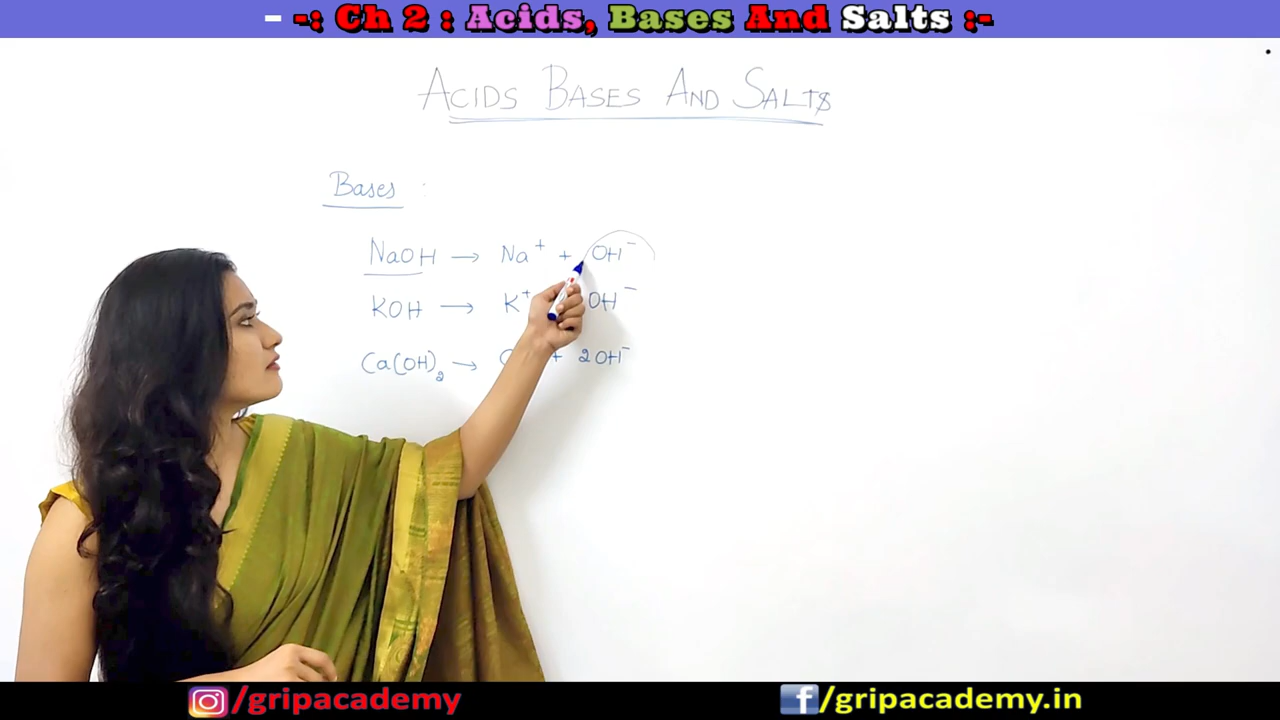 - -: Ch 2 : Acids, Bases And Salts :-
ACIDS BASES AND SALTS
Bases :
NaOH → Na⁺ + OH⁻
KOH → K⁺ OH⁻
Ca(OH)₂ → + 2OH⁻
/gripacademy
/gripacademy.in